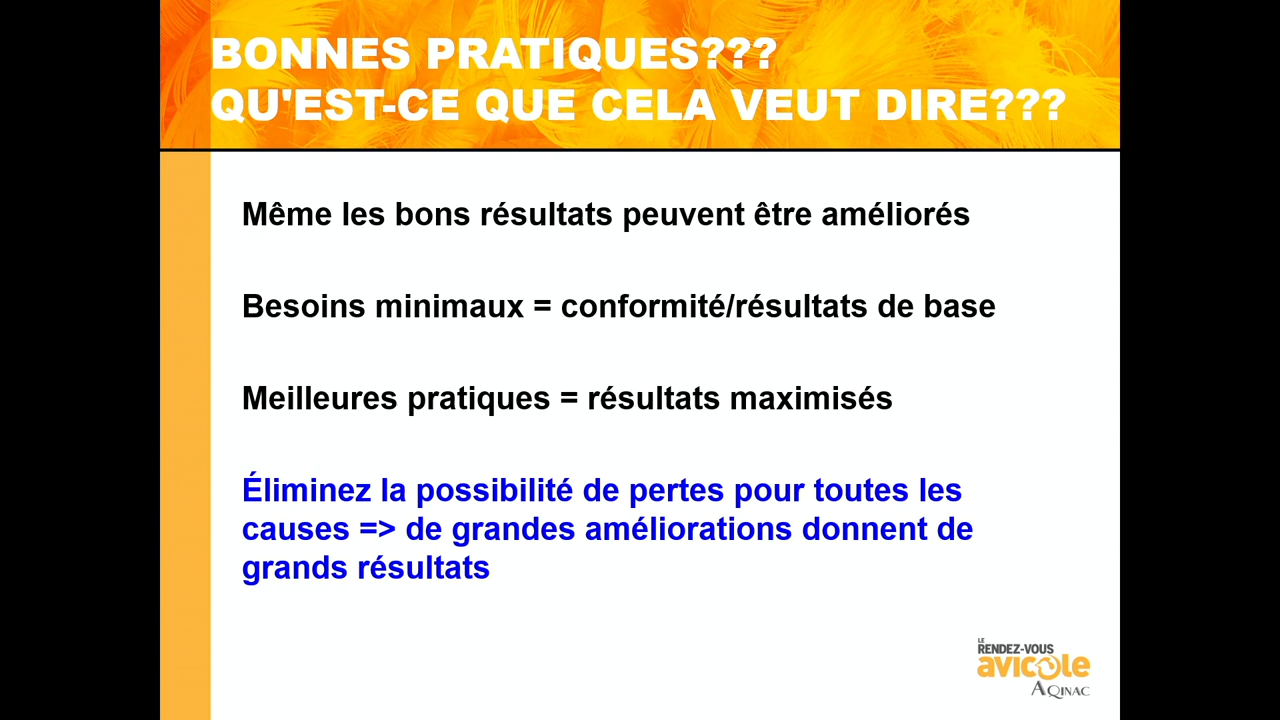 BONNES PRATIQUES???
QU'EST-CE QUE CELA VEUT DIRE???
Même les bons résultats peuvent être améliorés
Besoins minimaux = conformité/résultats de base
Meilleures pratiques = résultats maximisés
Éliminez la possibilité de pertes pour toutes les
causes => de grandes améliorations donnent de
grands résultats
LE
RENDEZ-VOUS
avicole
AQINAC